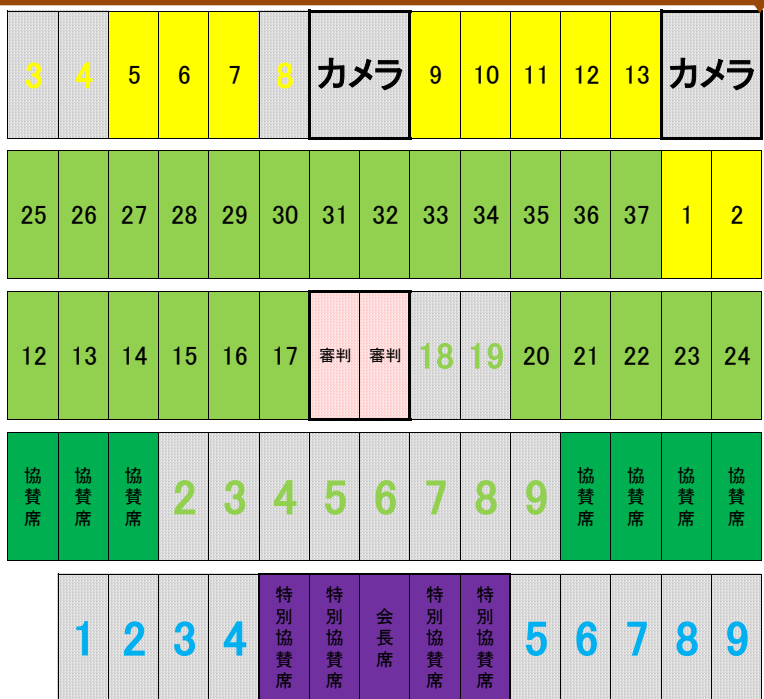 3 4 5 6 7 8 カメラ 9 10 11 12 13 カメラ
25 26 27 28 29 30 31 32 33 34 35 36 37 1 2
12 13 14 15 16 17 審判 審判 18 19 20 21 22 23 24
協賛席 協賛席 協賛席 2 3 4 5 6 7 8 9 協賛席 協賛席 協賛席 協賛席
1 2 3 4 特別協賛席 特別協賛席 会長席 特別協賛席 特別協賛席 5 6 7 8 9